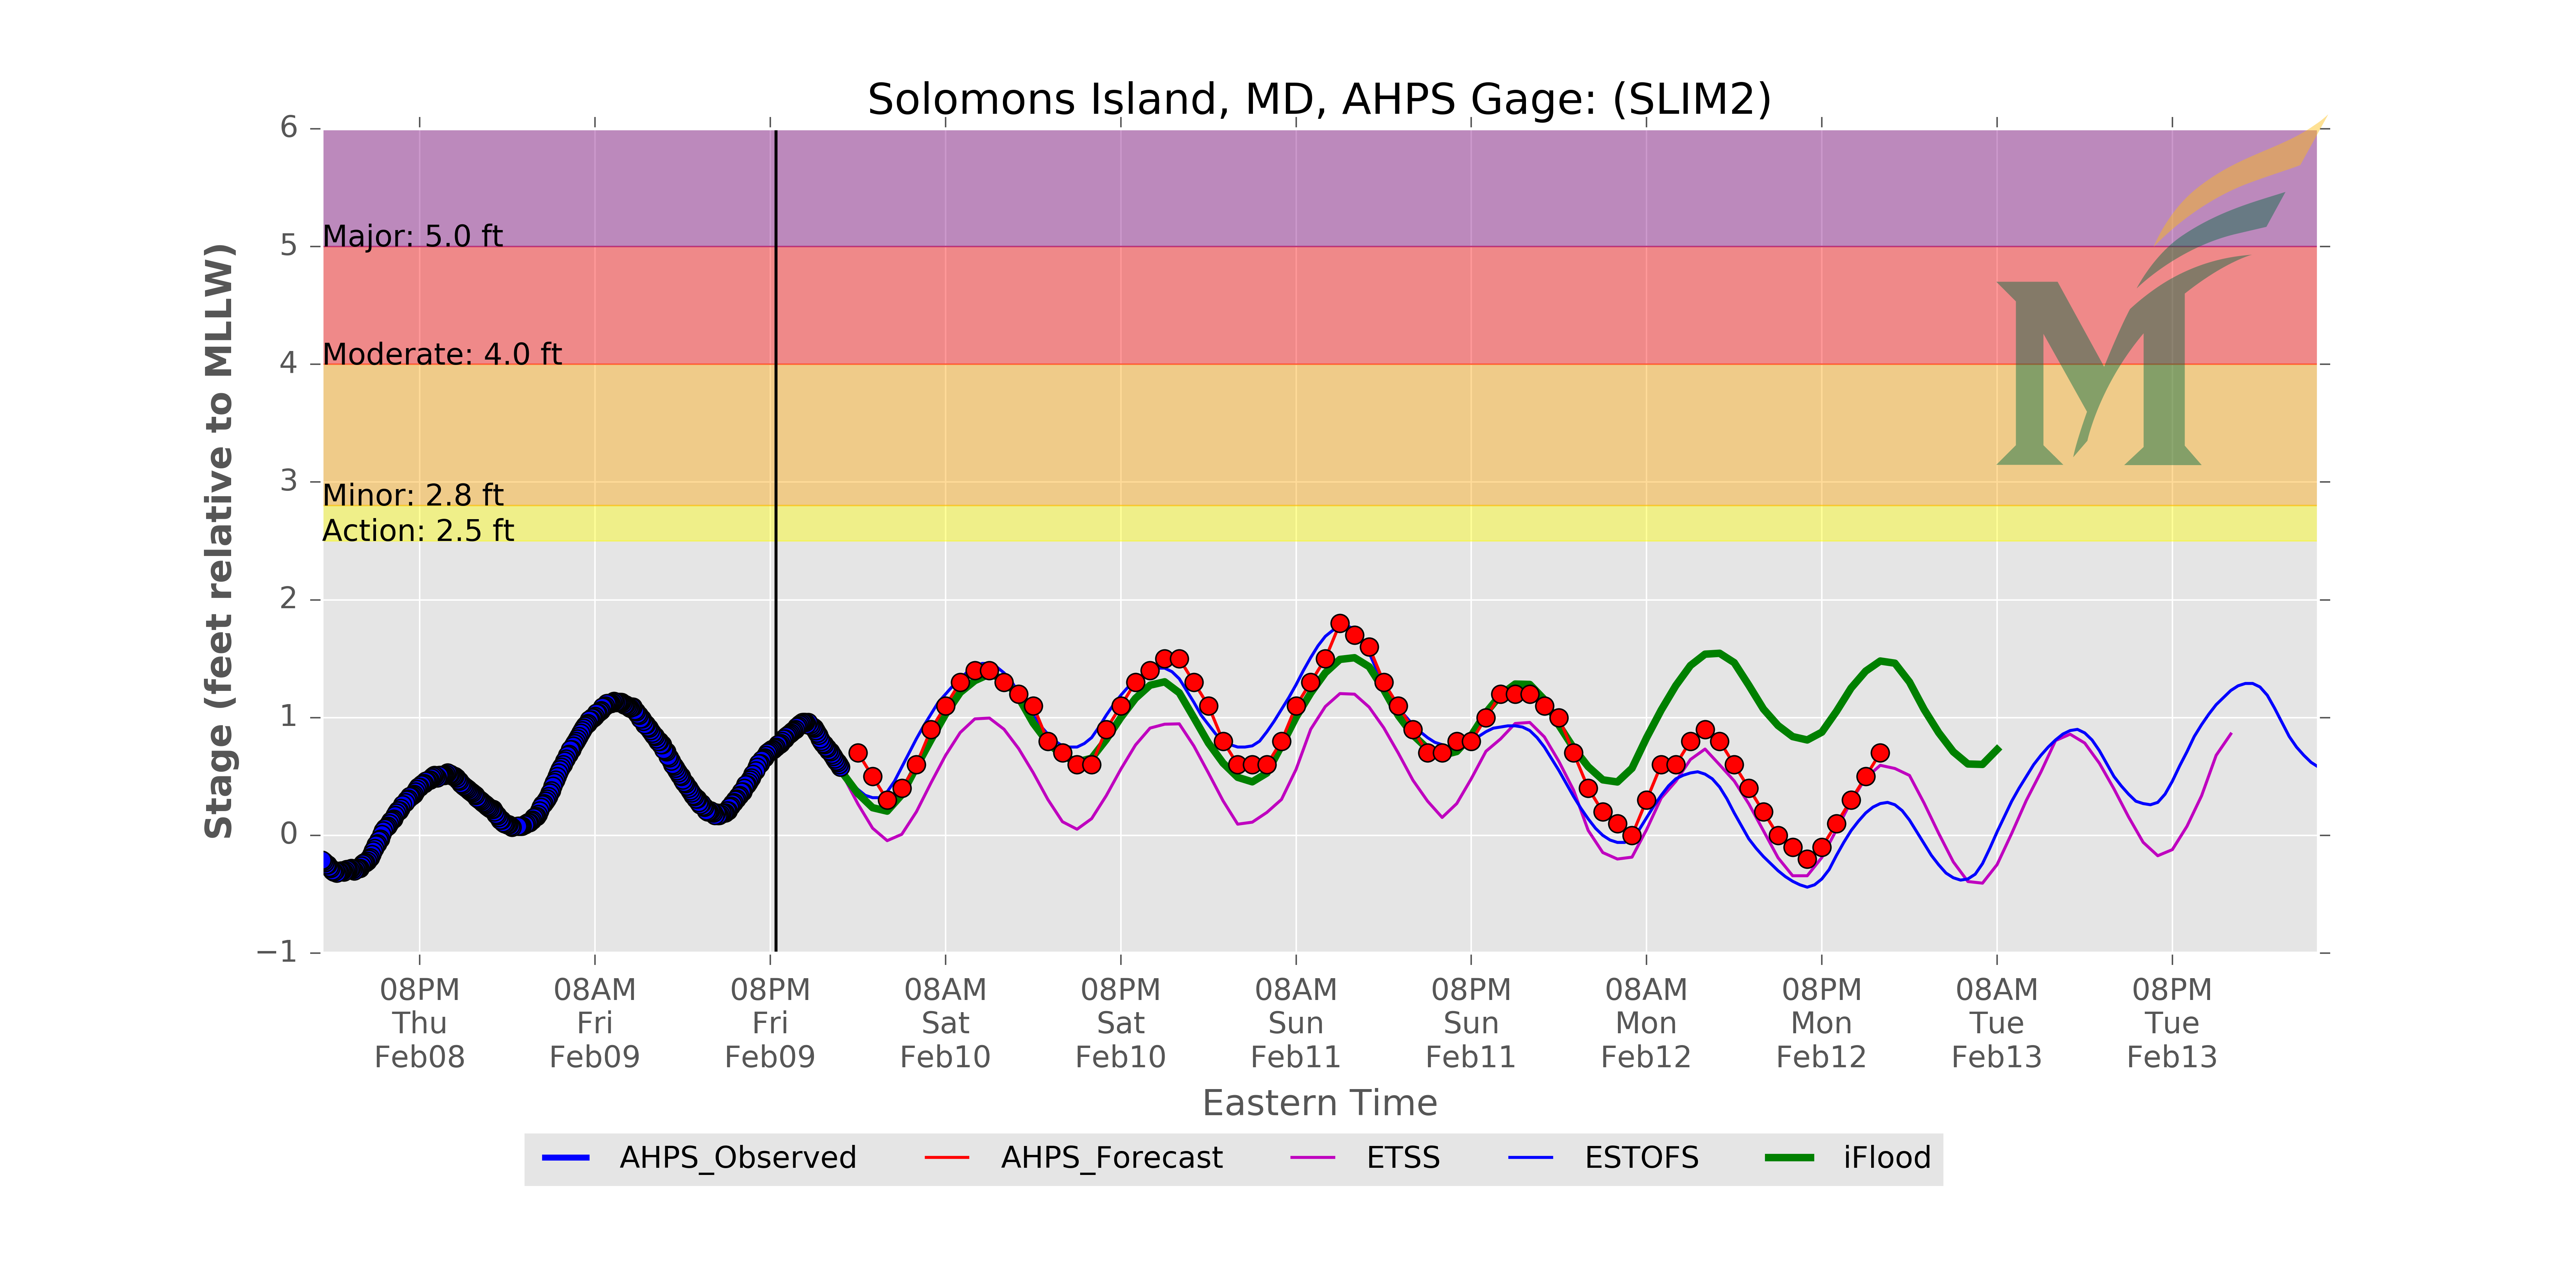 Solomons Island, MD, AHPS Gage: (SLIM2)
Stage (feet relative to MLLW)
6
5
4
3
2
1
0
−1
Major: 5.0 ft
Moderate: 4.0 ft
Minor: 2.8 ft
Action: 2.5 ft
M
08PM 08AM 08PM 08AM 08PM 08AM 08PM 08AM 08PM 08AM 08PM
Thu Fri Fri Sat Sat Sun Sun Mon Mon Tue Tue
Feb08 Feb09 Feb09 Feb10 Feb10 Feb11 Feb11 Feb12 Feb12 Feb13 Feb13
Eastern Time
AHPS_Observed AHPS_Forecast ETSS ESTOFS iFlood